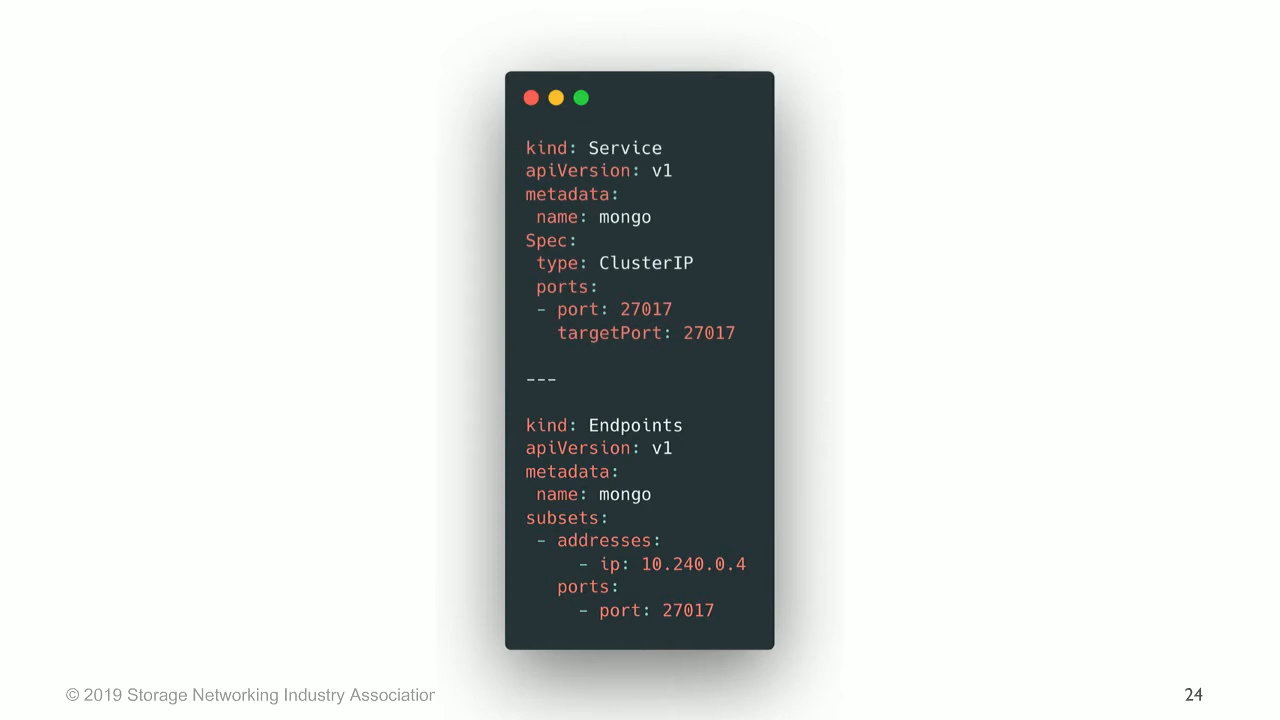 kind: Service
apiVersion: v1
metadata:
 name: mongo
Spec:
 type: ClusterIP
 ports:
 - port: 27017
   targetPort: 27017

---

kind: Endpoints
apiVersion: v1
metadata:
 name: mongo
subsets:
 - addresses:
     - ip: 10.240.0.4
   ports:
     - port: 27017
© 2019 Storage Networking Industry Association
24